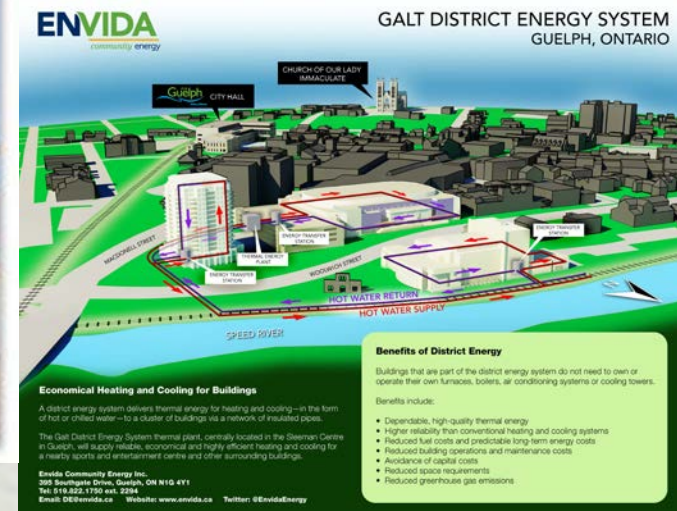 ENVIDA
community energy
GALT DISTRICT ENERGY SYSTEM
GUELPH, ONTARIO
CHURCH OF OUR LADY
IMMACULATE
Guelph CITY HALL
MACDONELL STREET
ENERGY TRANSFER
STATION
THERMAL ENERGY
PLANT
ENERGY TRANSFER
STATION
WOOLWICH STREET
ENERGY TRANSFER
STATION
HOT WATER RETURN
HOT WATER SUPPLY
SPEED RIVER
Economical Heating and Cooling for Buildings
A district energy system delivers thermal energy for heating and cooling—in the form
of hot or chilled water—to a cluster of buildings via a network of insulated pipes.
The Galt District Energy System thermal plant, centrally located in the Sleeman Centre
in Guelph, will supply reliable, economical and highly efficient heating and cooling for
a nearby sports and entertainment centre and other surrounding buildings.
Envida Community Energy Inc.
395 Southgate Drive, Guelph, ON N1G 4Y1
Tel: 519.822.1750 ext. 2294
Email: DE@envida.ca Website: www.envida.ca Twitter: @EnvidaEnergy
Benefits of District Energy
Buildings that are part of the district energy system do not need to own or
operate their own furnaces, boilers, air conditioning systems or cooling towers.
Benefits include:
• Dependable, high-quality thermal energy
• Higher reliability than conventional heating and cooling systems
• Reduced fuel costs and predictable long-term energy costs
• Reduced building operations and maintenance costs
• Avoidance of capital costs
• Reduced space requirements
• Reduced greenhouse gas emissions